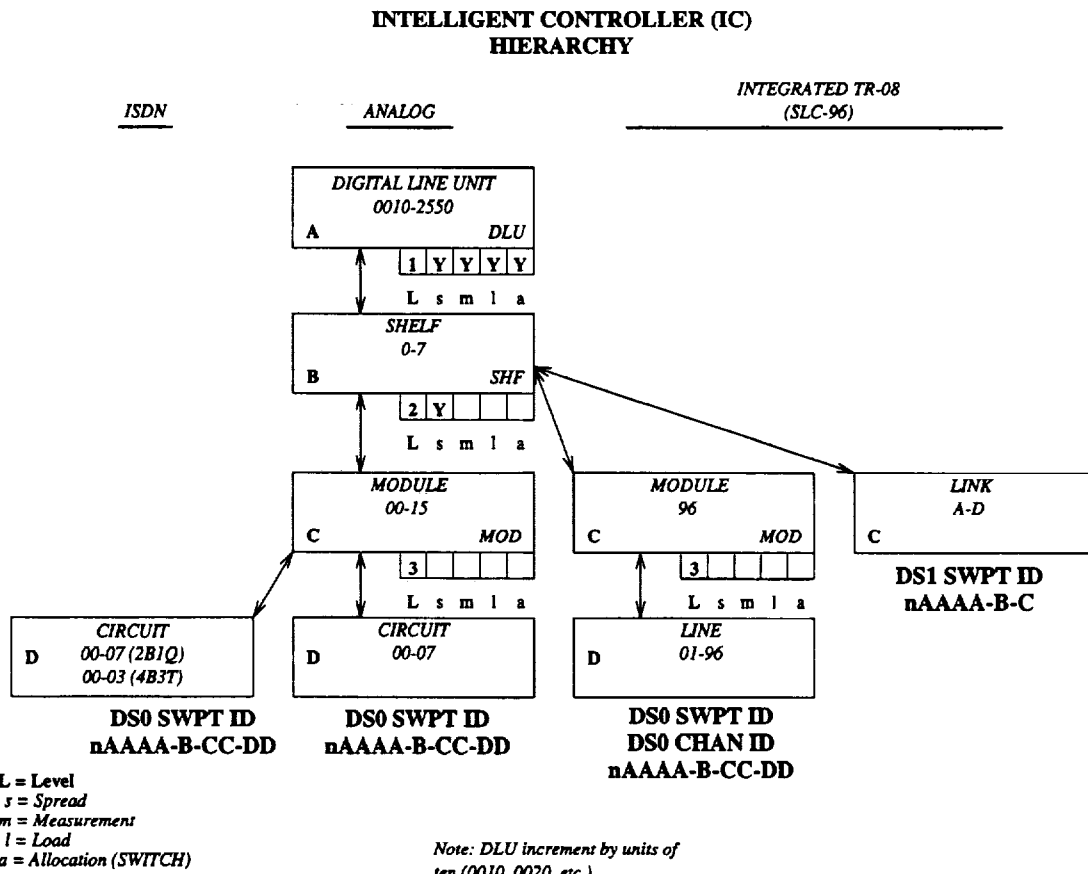 INTELLIGENT CONTROLLER (IC)
HIERARCHY
ISDN
ANALOG
INTEGRATED TR-08
(SLC-96)
DIGITAL LINE UNIT
0010-2550
A DLU
1 Y Y Y Y
L s m l a
SHELF
0-7
B SHF
2 Y
L s m l a
MODULE
00-15
C MOD
3
L s m l a
MODULE
96
C MOD
3
L s m l a
LINK
A-D
C
DS1 SWPT ID
nAAAA-B-C
CIRCUIT
D 00-07 (2B1Q)
00-03 (4B3T)
DS0 SWPT ID
nAAAA-B-CC-DD
CIRCUIT
00-07
D
DS0 SWPT ID
nAAAA-B-CC-DD
LINE
01-96
D
DS0 SWPT ID
DS0 CHAN ID
nAAAA-B-CC-DD
L = Level
s = Spread
m = Measurement
l = Load
a = Allocation (SWITCH)
Note: DLU increment by units of
ten (0010, 0020, etc.)